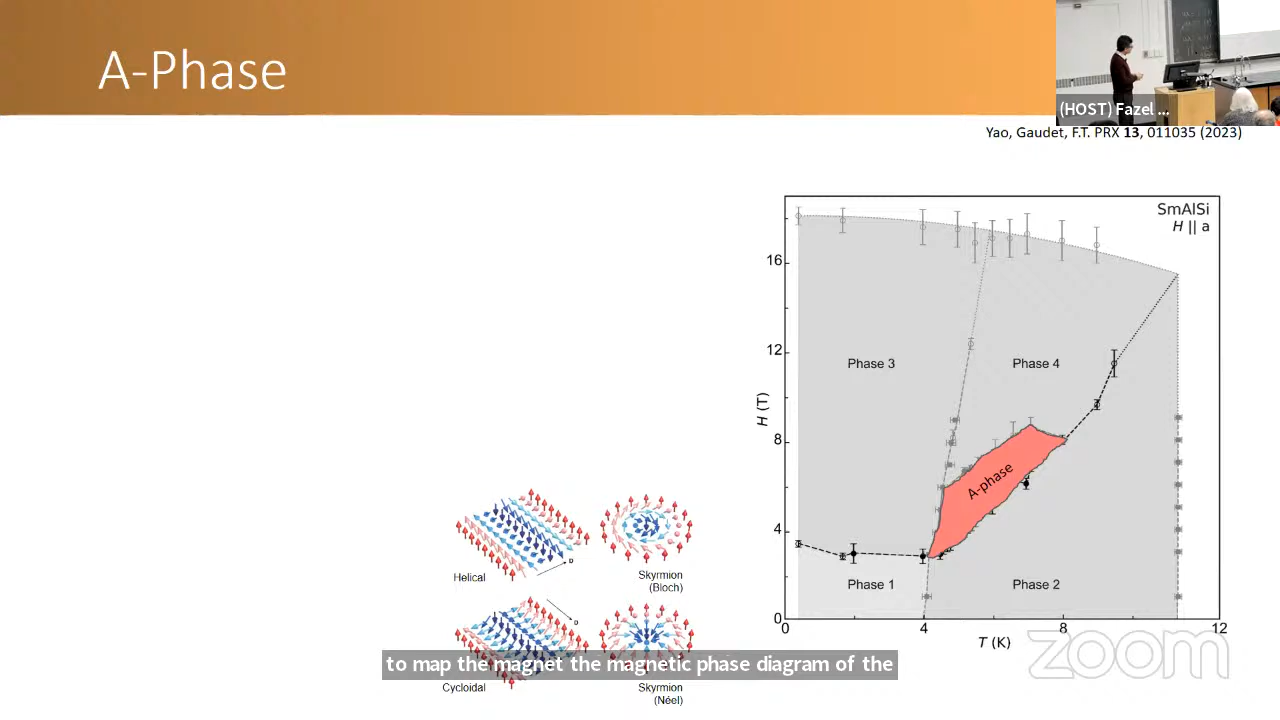 A-Phase
(HOST) Fazel ...
Yao, Gaudet, F.T. PRX 13, 011035 (2023)
SmAlSi
H || a
16
12
8
4
0
H (T)
Phase 3
Phase 4
A-phase
Phase 1
Phase 2
0
4
8
12
T (K)
Helical
D
Skyrmion
(Bloch)
Cycloidal
D
Skyrmion
(Néel)
to map the magnet the magnetic phase diagram of the
zoom